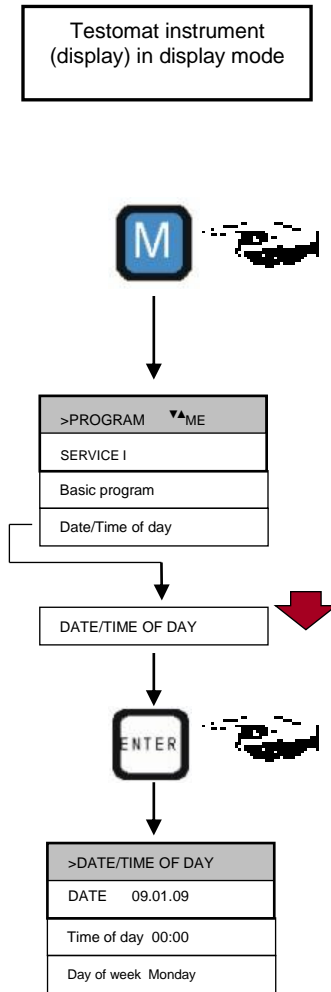 Testomat instrument
(display) in display mode
M
>PROGRAM ▼▲ME
SERVICE I
Basic program
Date/Time of day
DATE/TIME OF DAY
ENTER
>DATE/TIME OF DAY
DATE 09.01.09
Time of day 00:00
Day of week Monday